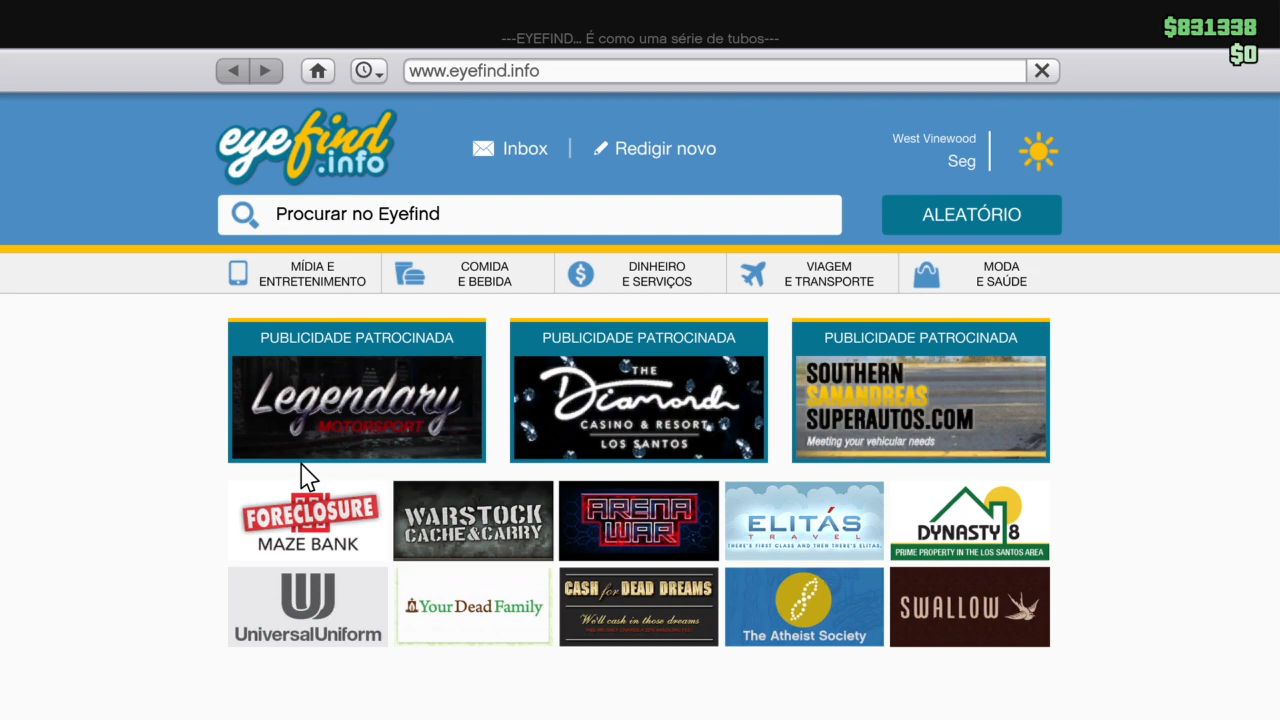 $831338
---EYEFIND... É como uma série de tubos---
$0
www.eyefind.info
eyefind
.info
Inbox
Redigir novo
West Vinewood
Seg
Procurar no Eyefind
ALEATÓRIO
MÍDIA E
ENTRETENIMENTO
COMIDA
E BEBIDA
DINHEIRO
E SERVIÇOS
VIAGEM
E TRANSPORTE
MODA
E SAÚDE
PUBLICIDADE PATROCINADA
Legendary
MOTORSPORT
PUBLICIDADE PATROCINADA
THE
Diamond
CASINO & RESORT
LOS SANTOS
PUBLICIDADE PATROCINADA
SOUTHERN
SANANDREAS
SUPERAUTOS.COM
Meeting your vehicular needs
FORECLOSURE
MAZE BANK
WARSTOCK
CACHE&CARRY
ARENA
WAR
ELITÁS
TRAVEL
THERE'S FIRST CLASS AND THEN THERE'S ELITAS.
DYNASTY 8
PRIME PROPERTY IN THE LOS SANTOS AREA
UniversalUniform
Your Dead Family
CASH for DEAD DREAMS
We'll cash in those dreams
The Atheist Society
SWALLOW